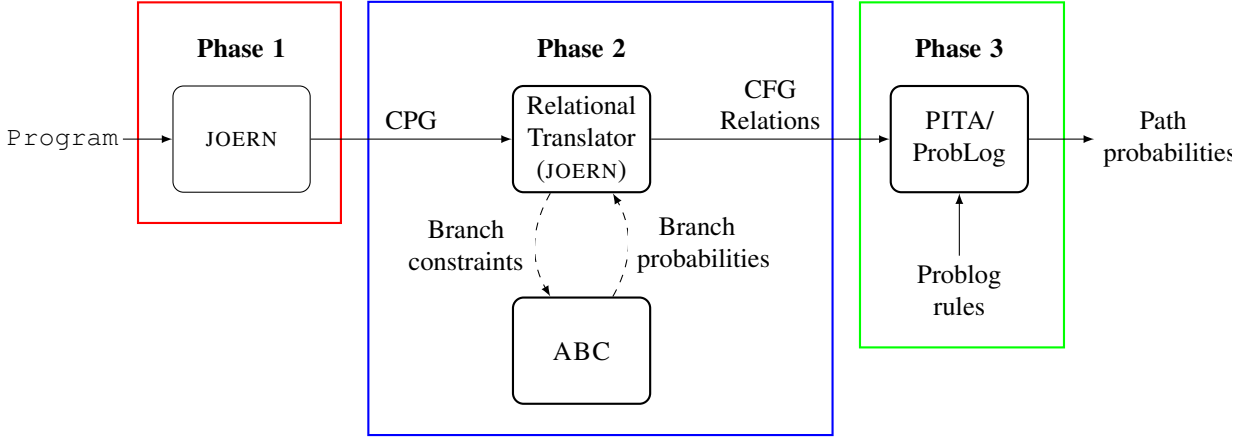 Phase 1
Phase 2
Phase 3
Program
JOERN
CPG
Relational
Translator
(JOERN)
CFG
Relations
PITA/
ProbLog
Path
probabilities
Branch
constraints
Branch
probabilities
Problog
rules
ABC